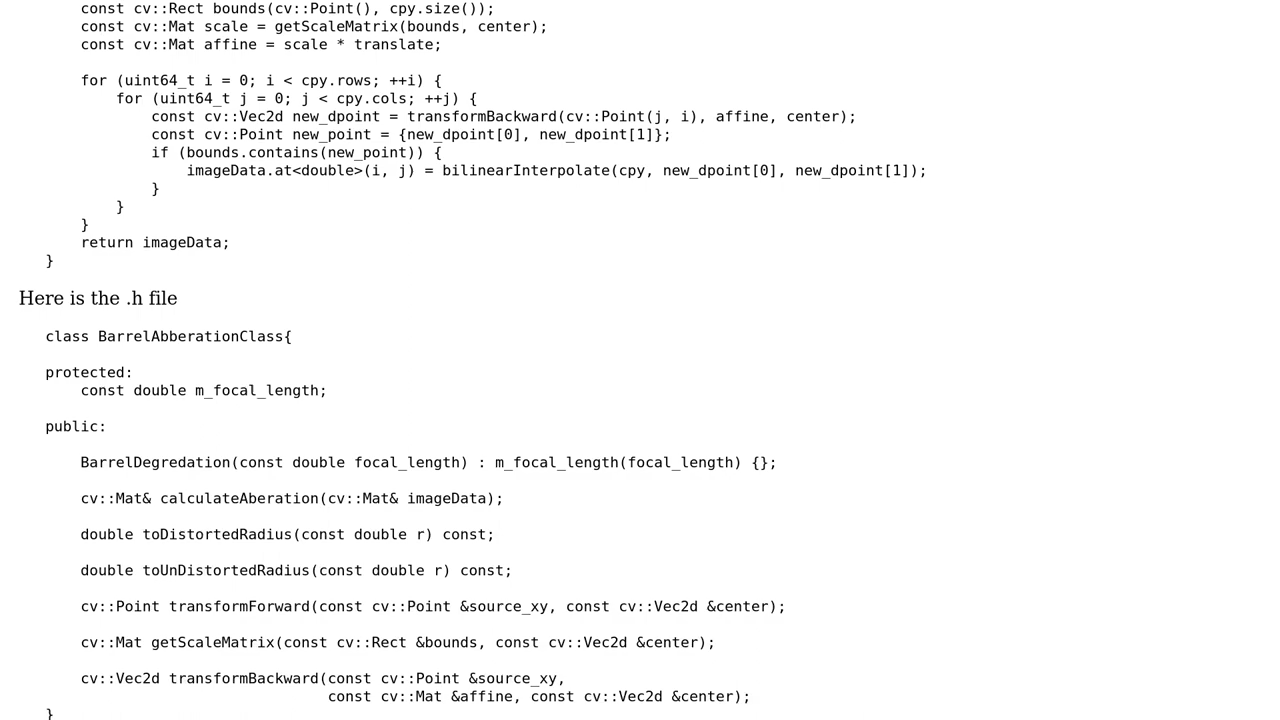 const cv::Rect bounds(cv::Point(), cpy.size());
const cv::Mat scale = getScaleMatrix(bounds, center);
const cv::Mat affine = scale * translate;
for (uint64_t i = 0; i < cpy.rows; ++i) {
for (uint64_t j = 0; j < cpy.cols; ++j) {
const cv::Vec2d new_dpoint = transformBackward(cv::Point(j, i), affine, center);
const cv::Point new_point = {new_dpoint[0], new_dpoint[1]};
if (bounds.contains(new_point)) {
imageData.at<double>(i, j) = bilinearInterpolate(cpy, new_dpoint[0], new_dpoint[1]);
}
}
}
return imageData;
}
Here is the .h file
class BarrelAbberationClass{
protected:
const double m_focal_length;
public:
BarrelDegredation(const double focal_length) : m_focal_length(focal_length) {};
cv::Mat& calculateAberation(cv::Mat& imageData);
double toDistortedRadius(const double r) const;
double toUnDistortedRadius(const double r) const;
cv::Point transformForward(const cv::Point &source_xy, const cv::Vec2d &center);
cv::Mat getScaleMatrix(const cv::Rect &bounds, const cv::Vec2d &center);
cv::Vec2d transformBackward(const cv::Point &source_xy,
const cv::Mat &affine, const cv::Vec2d &center);
}